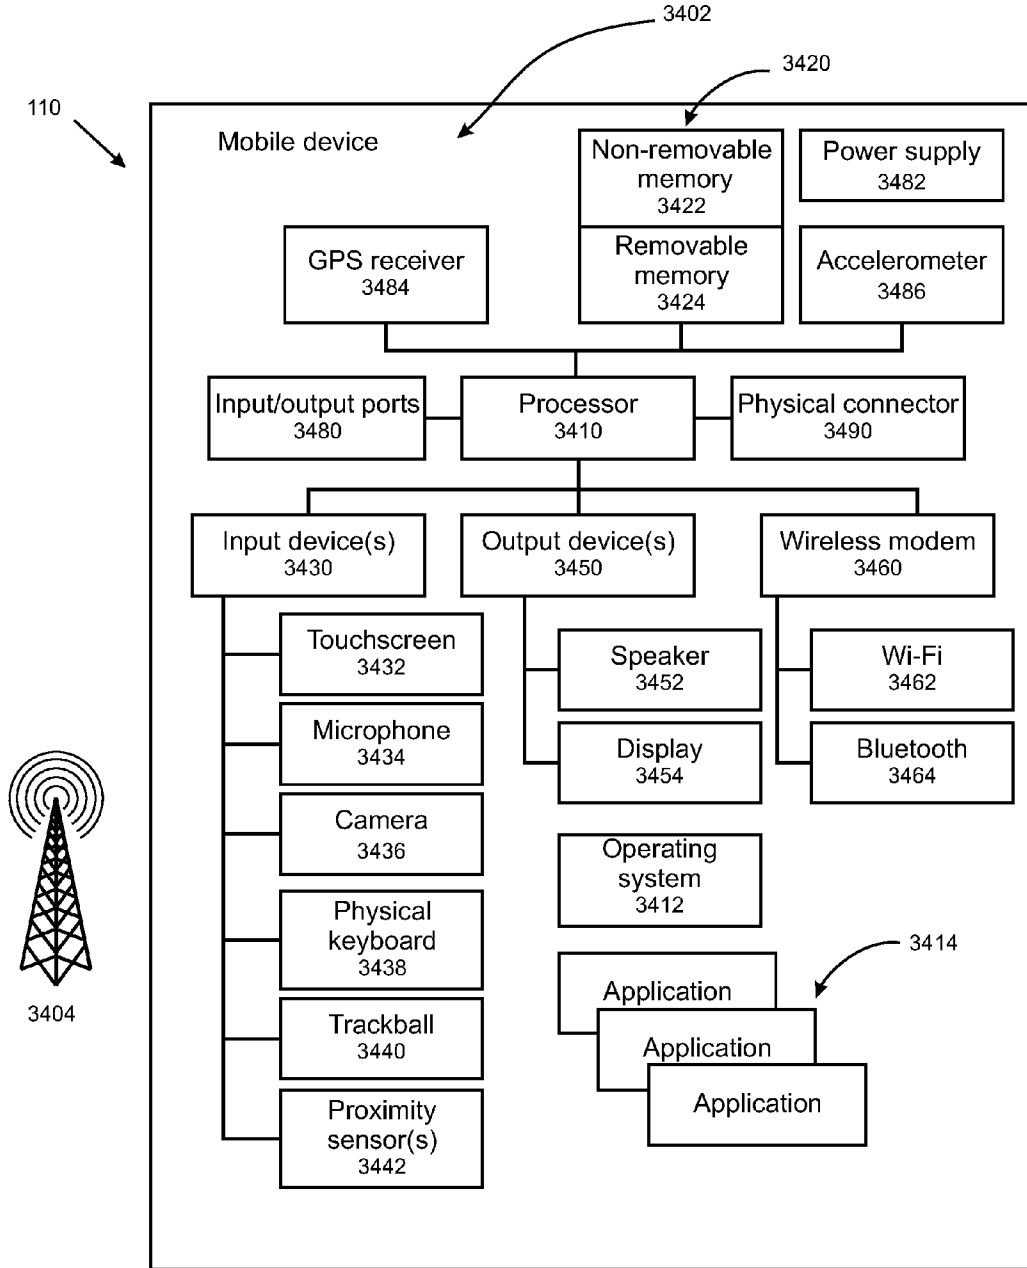 3402
3420
110
Mobile device
Non-removable
memory
3422
Power supply
3482
GPS receiver
3484
Removable
memory
3424
Accelerometer
3486
Input/output ports
3480
Processor
3410
Physical connector
3490
Input device(s)
3430
Output device(s)
3450
Wireless modem
3460
Touchscreen
3432
Microphone
3434
Camera
3436
Physical
keyboard
3438
Trackball
3440
Proximity
sensor(s)
3442
Speaker
3452
Display
3454
Wi-Fi
3462
Bluetooth
3464
Operating
system
3412
3414
Application
Application
Application
3404